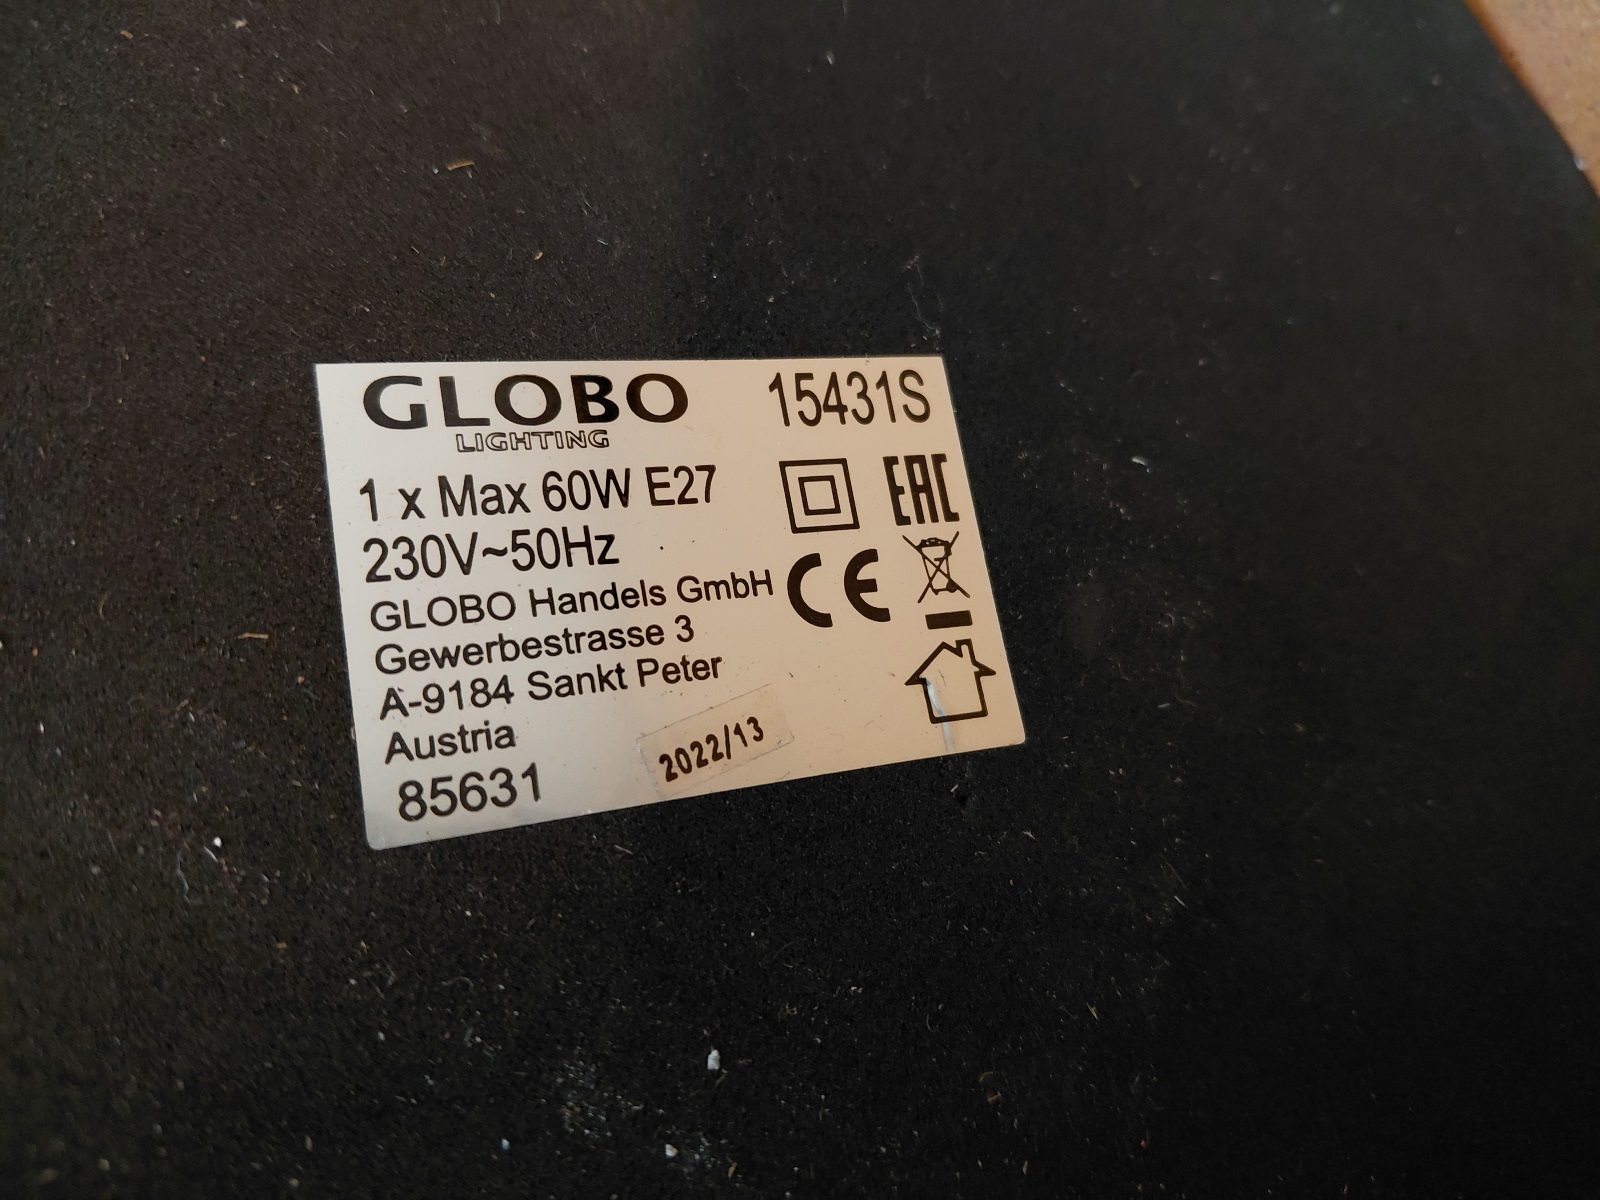 GLOBO 15431S
LIGHTING
1 x Max 60W E27
EAC
230V~50Hz
CE
GLOBO Handels GmbH
Gewerbestrasse 3
A-9184 Sankt Peter
Austria
2022/13
85631